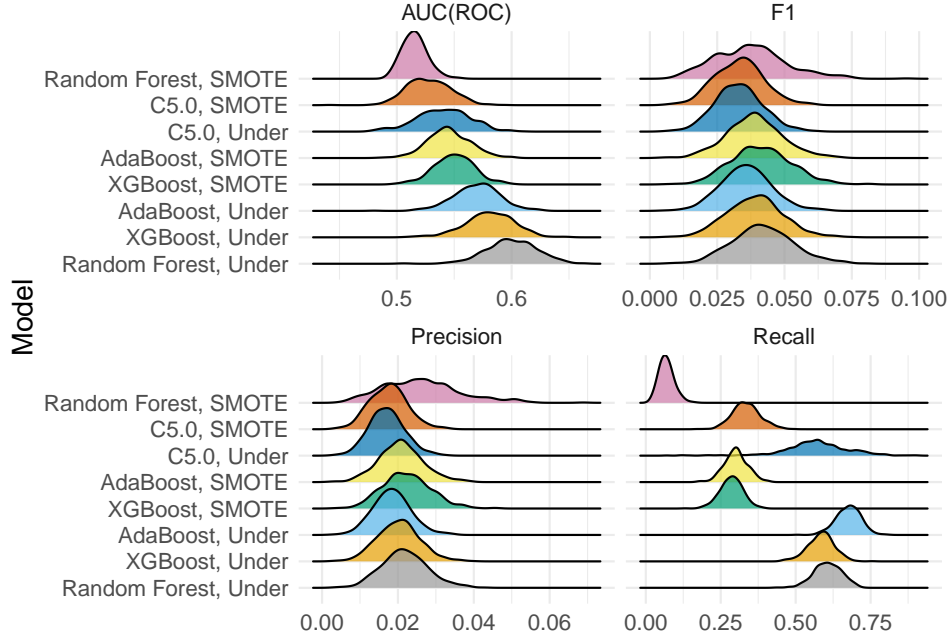 AUC(ROC)
F1
Random Forest, SMOTE
C5.0, SMOTE
C5.0, Under
AdaBoost, SMOTE
XGBoost, SMOTE
AdaBoost, Under
XGBoost, Under
Random Forest, Under
0.5 0.6
0.000 0.025 0.050 0.075 0.100
Model
Precision
Recall
Random Forest, SMOTE
C5.0, SMOTE
C5.0, Under
AdaBoost, SMOTE
XGBoost, SMOTE
AdaBoost, Under
XGBoost, Under
Random Forest, Under
0.00 0.02 0.04 0.06
0.00 0.25 0.50 0.75